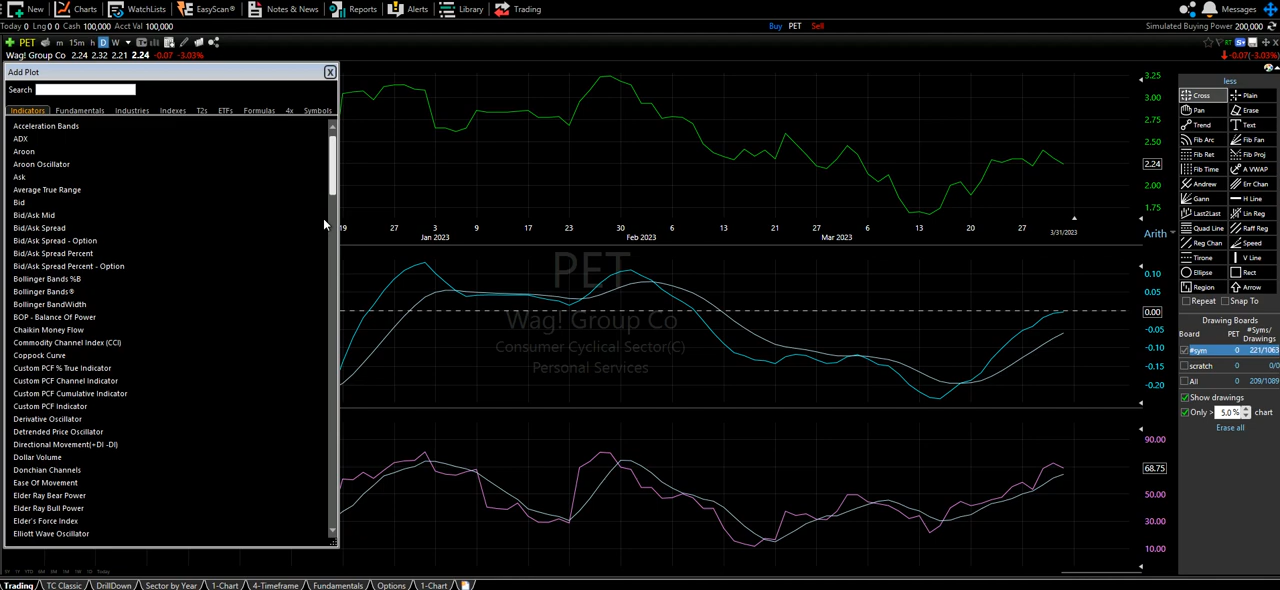 New Charts WatchLists EasyScan® Notes & News Reports Alerts Library Trading Messages
Today 0 Lng 0 0 Cash 100,000 Acct Val 100,000 Buy PET Sell Simulated Buying Power 200,000
PET m 15m h D W
Wag! Group Co 2.24 2.32 2.21 2.24 -0.07 -3.03% -0.07(-3.03%)
Add Plot X
Search
Indicators Fundamentals Industries Indexes T2s ETFs Formulas 4x Symbols
Acceleration Bands
ADX
Aroon
Aroon Oscillator
Ask
Average True Range
Bid
Bid/Ask Mid
Bid/Ask Spread
Bid/Ask Spread - Option
Bid/Ask Spread Percent
Bid/Ask Spread Percent - Option
Bollinger Bands %B
Bollinger Bands®
Bollinger BandWidth
BOP - Balance Of Power
Chaikin Money Flow
Commodity Channel Index (CCI)
Coppock Curve
Custom PCF % True Indicator
Custom PCF Channel Indicator
Custom PCF Cumulative Indicator
Custom PCF Indicator
Derivative Oscillator
Detrended Price Oscillator
Directional Movement(+DI -DI)
Dollar Volume
Donchian Channels
Ease Of Movement
Elder Ray Bear Power
Elder Ray Bull Power
Elder's Force Index
Elliott Wave Oscillator
3.25
3.00
2.75
2.50
2.24
2.00
1.75
19 27 3 9 17 23 30 6 13 21 27 6 13 20 27 3/31/2023
Jan 2023 Feb 2023 Mar 2023
Arith
PET
Wag! Group Co
Consumer Cyclical Sector(C)
Personal Services
0.10
0.05
0.00
-0.05
-0.10
-0.15
-0.20
90.00
68.75
50.00
30.00
10.00
less
Cross Plain
Pan Erase
Trend Text
Fib Arc Fib Fan
Fib Ret Fib Proj
Fib Time A VWAP
Andrew Err Chan
Gann H Line
Last2Last Lin Reg
Quad Line Raff Reg
Reg Chan Speed
Tirone V Line
Ellipse Rect
Region Arrow
Repeat Snap To
Drawing Boards
Board PET #Syms/Drawings
#sym 0 221/1063
scratch 0 0/0
All 0 209/1089
Show drawings
Only > 5.0 % chart
Erase all
Trading TC Classic DrillDown Sector by Year 1-Chart 4-Timeframe Fundamentals Options 1-Chart